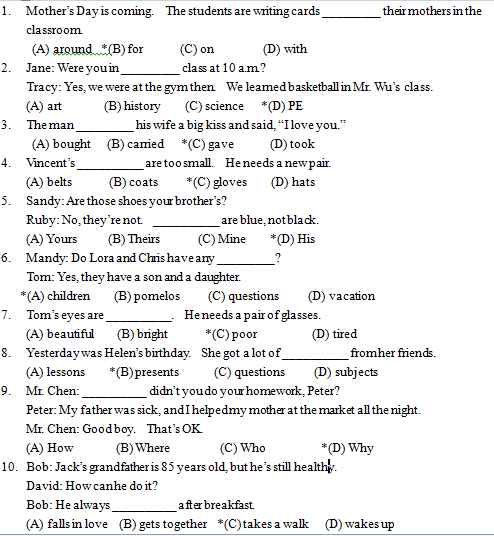 1. Mother's Day is coming. The students are writing cards __________ their mothers in the
classroom.
(A) around *(B) for (C) on (D) with
2. Jane: Were you in __________ class at 10 a.m.?
Tracy: Yes, we were at the gym then. We learned basketball in Mr. Wu's class.
(A) art (B) history (C) science *(D) PE
3. The man __________ his wife a big kiss and said, “I love you.”
(A) bought (B) carried *(C) gave (D) took
4. Vincent's __________ are too small. He needs a new pair.
(A) belts (B) coats *(C) gloves (D) hats
5. Sandy: Are those shoes your brother's?
Ruby: No, they're not. __________ are blue, not black.
(A) Yours (B) Theirs (C) Mine *(D) His
6. Mandy: Do Lora and Chris have any __________?
Tom: Yes, they have a son and a daughter.
*(A) children (B) pomelos (C) questions (D) vacation
7. Tom's eyes are __________. He needs a pair of glasses.
(A) beautiful (B) bright *(C) poor (D) tired
8. Yesterday was Helen's birthday. She got a lot of __________ from her friends.
(A) lessons *(B) presents (C) questions (D) subjects
9. Mr. Chen: __________ didn't you do your homework, Peter?
Peter: My father was sick, and I helped my mother at the market all the night.
Mr. Chen: Good boy. That's OK.
(A) How (B) Where (C) Who *(D) Why
10. Bob: Jack's grandfather is 85 years old, but he's still healthy.
David: How can he do it?
Bob: He always __________ after breakfast.
(A) falls in love (B) gets together *(C) takes a walk (D) wakes up